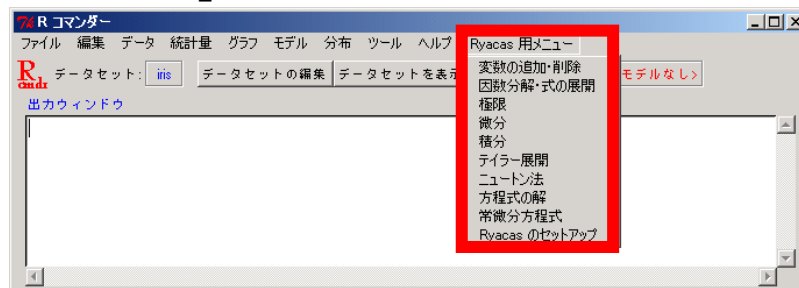 R コマンダー
ファイル 編集 データ 統計量 グラフ モデル 分布 ツール ヘルプ Ryacas 用メニュー
R
cmdr
データセット: iris データセットの編集 データセットを表示 モデルなし>
出力ウィンドウ
変数の追加・削除
因数分解・式の展開
極限
微分
積分
テイラー展開
ニュートン法
方程式の解
常微分方程式
Ryacas のセットアップ